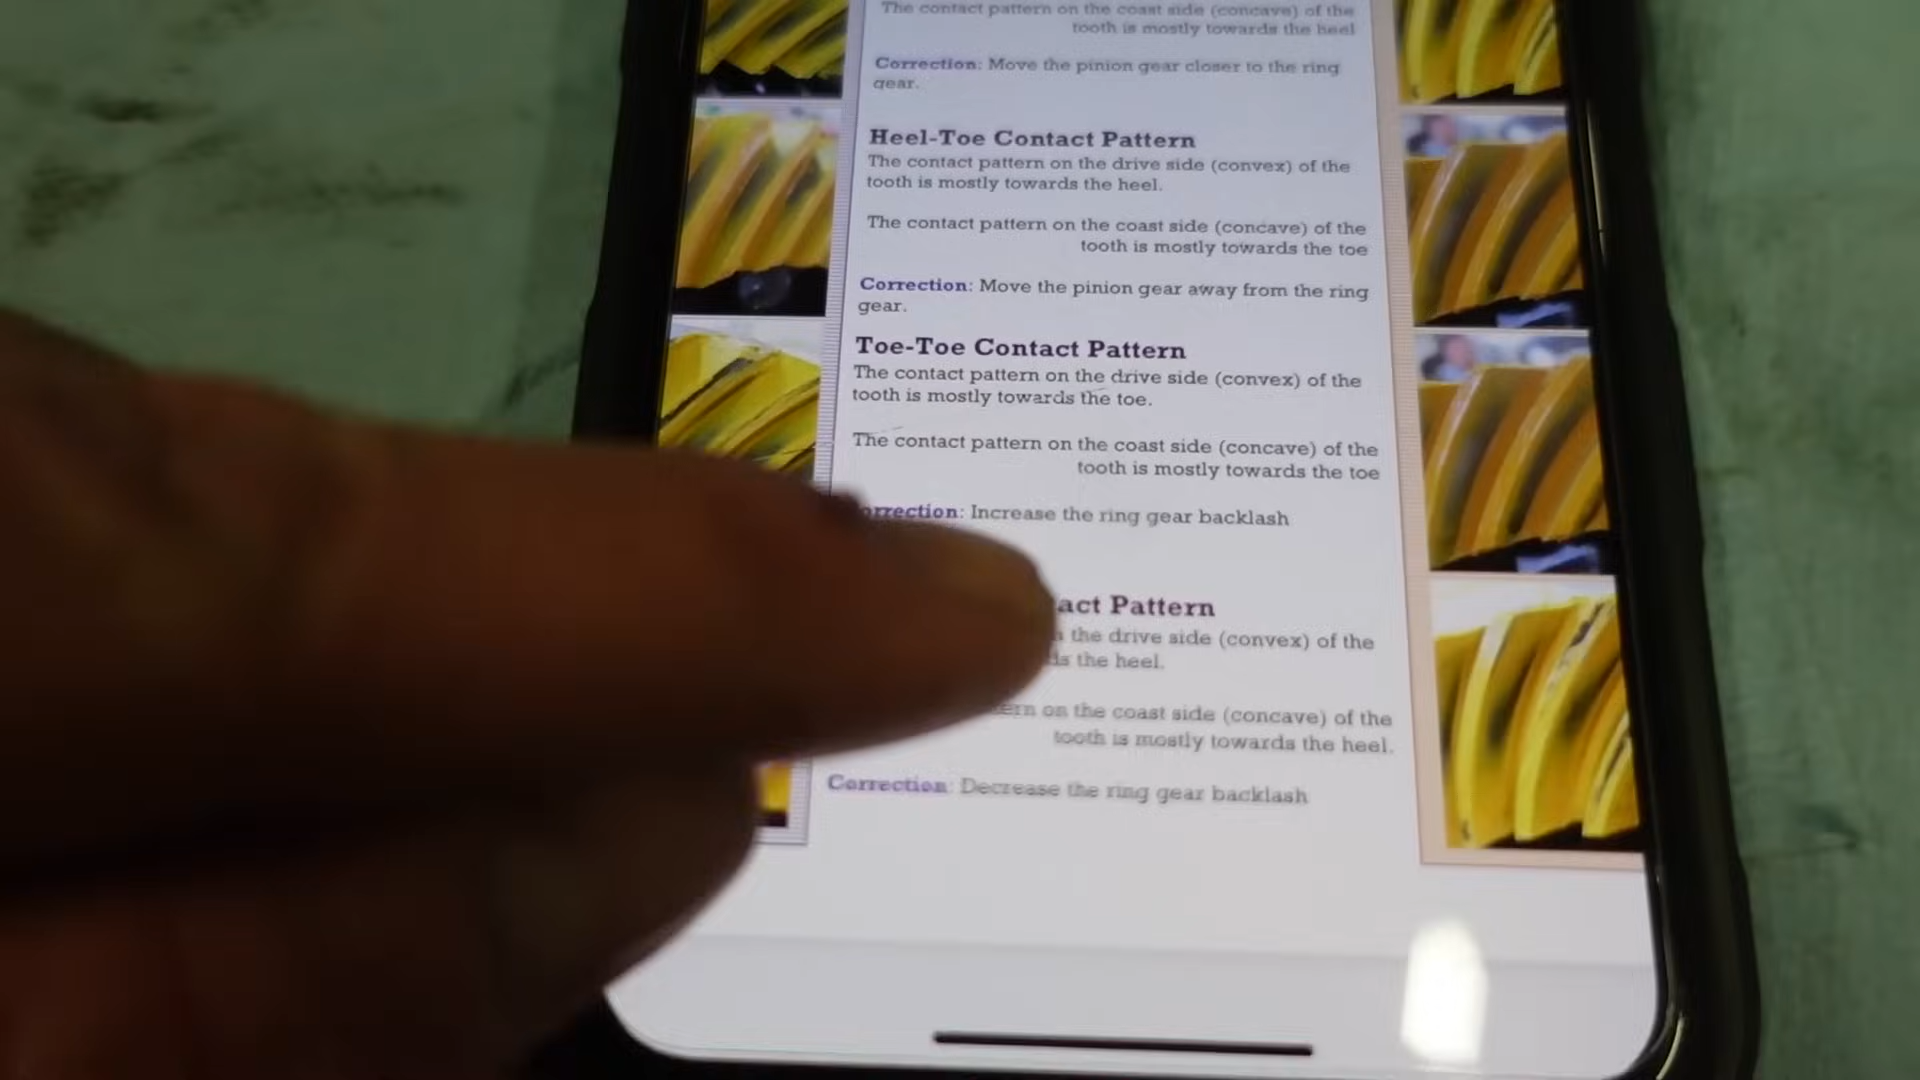 The contact pattern on the coast side (concave) of the
tooth is mostly towards the heel
Correction: Move the pinion gear closer to the ring
gear.
Heel-Toe Contact Pattern
The contact pattern on the drive side (convex) of the
tooth is mostly towards the heel.
The contact pattern on the coast side (concave) of the
tooth is mostly towards the toe
Correction: Move the pinion gear away from the ring
gear.
Toe-Toe Contact Pattern
The contact pattern on the drive side (convex) of the
tooth is mostly towards the toe.
The contact pattern on the coast side (concave) of the
tooth is mostly towards the toe
orrection: Increase the ring gear backlash
act Pattern
the drive side (convex) of the
ds the heel.
ern on the coast side (concave) of the
tooth is mostly towards the heel.
Correction: Decrease the ring gear backlash